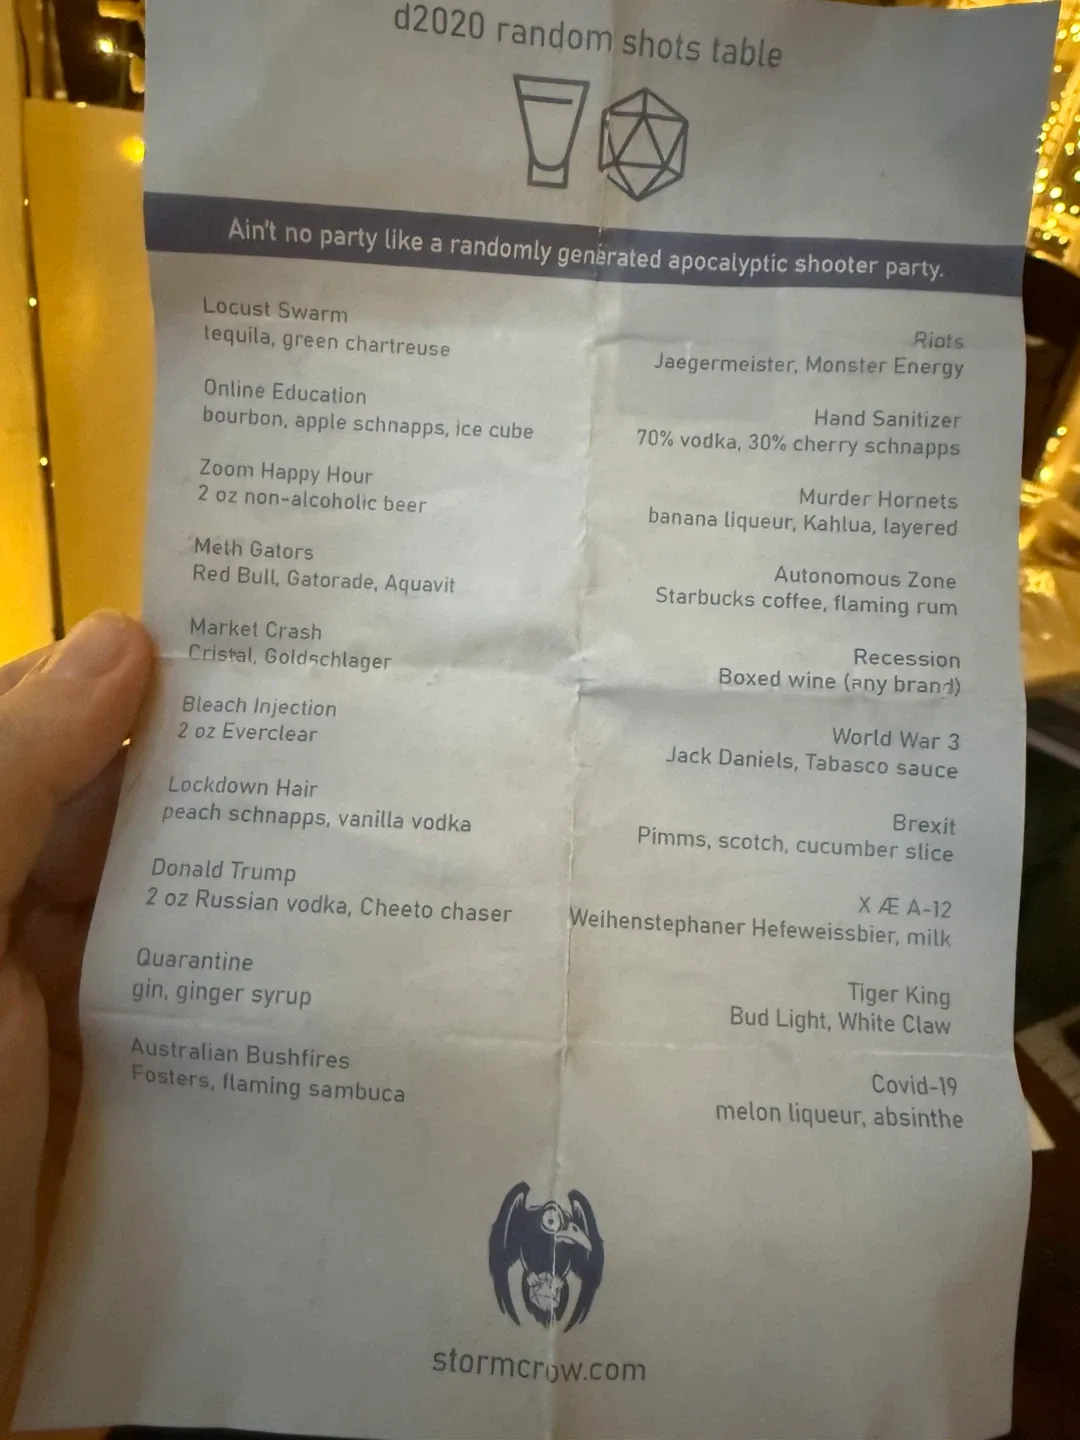 d2020 random shots table
Ain't no party like a randomly generated apocalyptic shooter party.
Locust Swarm
tequila, green chartreuse
Online Education
bourbon, apple schnapps, ice cube
Zoom Happy Hour
2 oz non-alcoholic beer
Meth Gators
Red Bull, Gatorade, Aquavit
Market Crash
Cristal, Goldschlager
Bleach Injection
2 oz Everclear
Lockdown Hair
peach schnapps, vanilla vodka
Donald Trump
2 oz Russian vodka, Cheeto chaser
Quarantine
gin, ginger syrup
Australian Bushfires
Fosters, flaming sambuca
Riots
Jaegermeister, Monster Energy
Hand Sanitizer
70% vodka, 30% cherry schnapps
Murder Hornets
banana liqueur, Kahlua, layered
Autonomous Zone
Starbucks coffee, flaming rum
Recession
Boxed wine (any brand)
World War 3
Jack Daniels, Tabasco sauce
Brexit
Pimms, scotch, cucumber slice
X Æ A-12
Weihenstephaner Hefeweissbier, milk
Tiger King
Bud Light, White Claw
Covid-19
melon liqueur, absinthe
stormcrow.com